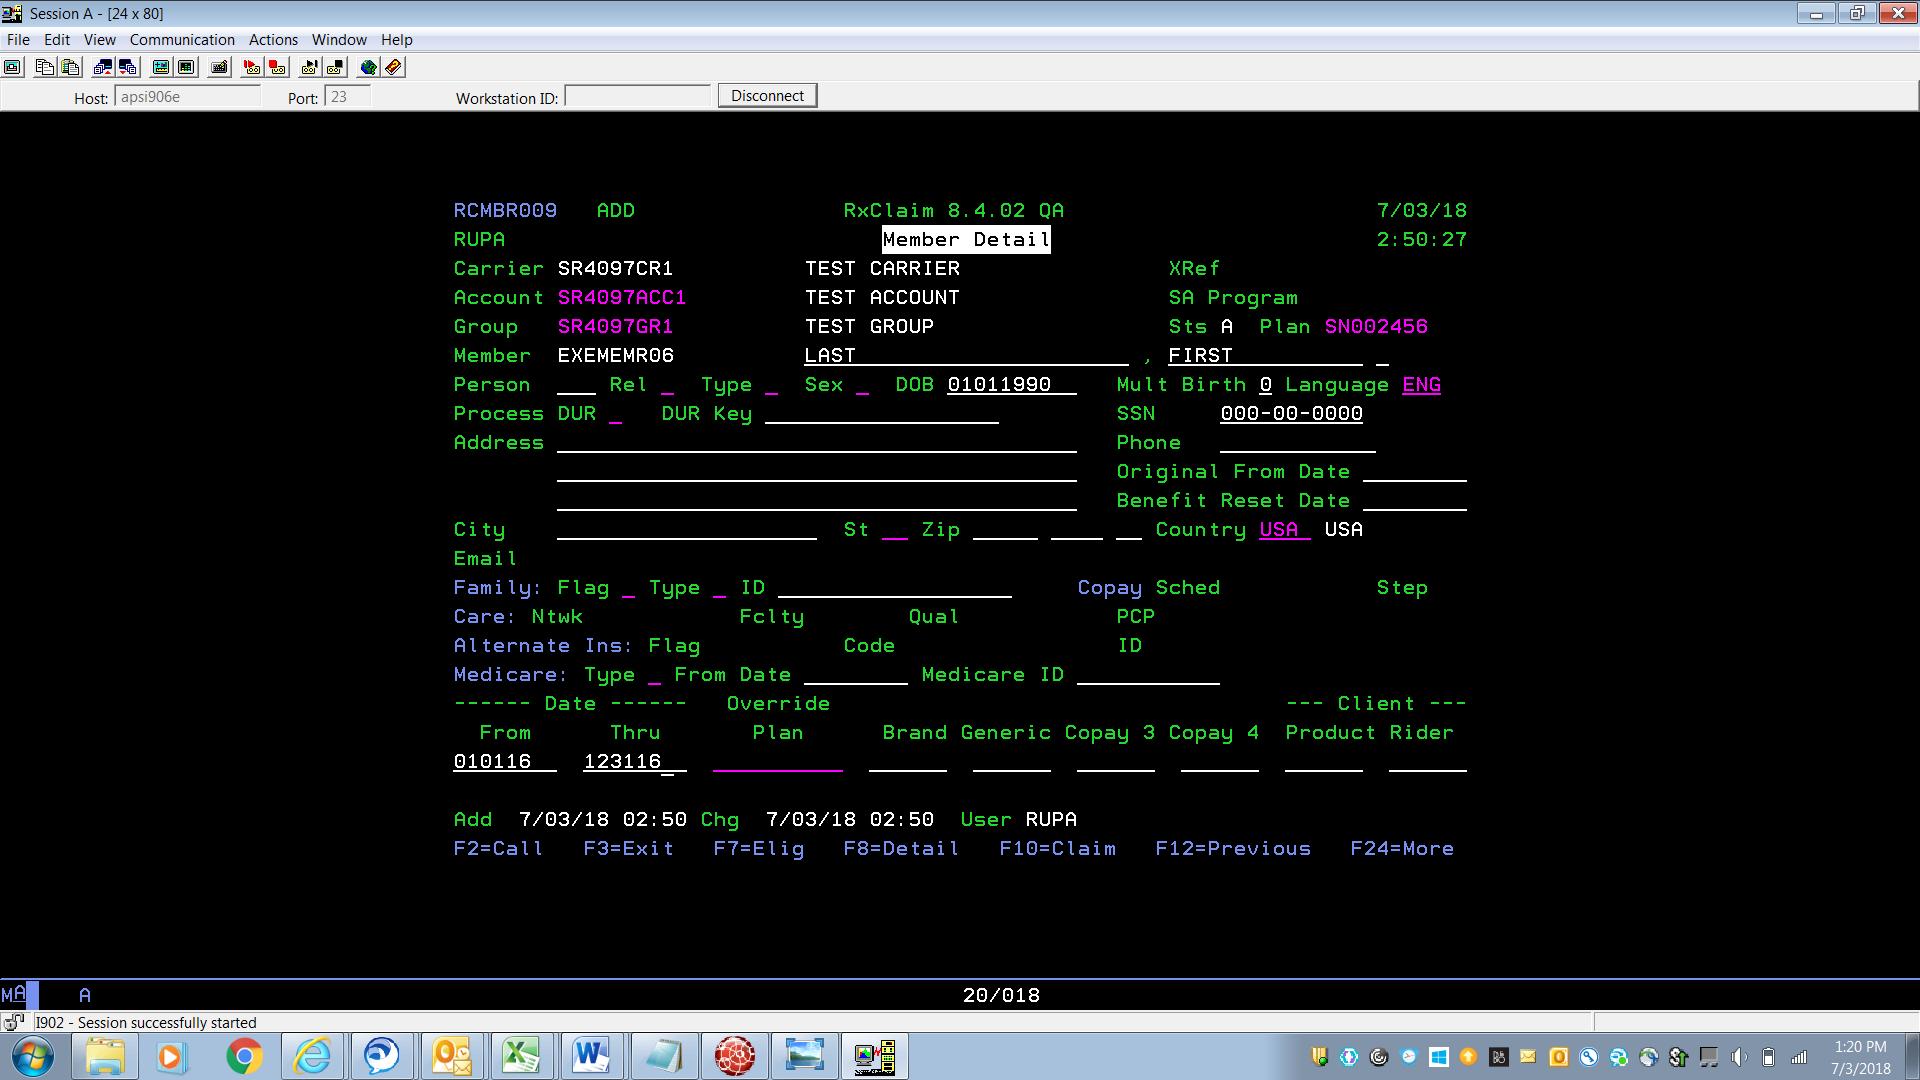 Session A - [24 x 80]
File Edit View Communication Actions Window Help
Host: apsi906e Port: 23 Workstation ID: Disconnect
RCMBR009 ADD RxClaim 8.4.02 QA 7/03/18
RUPA Member Detail 2:50:27
Carrier SR4097CR1 TEST CARRIER XRef
Account SR4097ACC1 TEST ACCOUNT SA Program
Group SR4097GR1 TEST GROUP Sts A Plan SN002456
Member EXEMEMR06 LAST , FIRST
Person Rel Type Sex DOB 01011990 Mult Birth 0 Language ENG
Process DUR DUR Key SSN 000-00-0000
Address Phone
Original From Date
Benefit Reset Date
City St Zip Country USA USA
Email
Family: Flag Type ID Copay Sched Step
Care: Ntwk Fclty Qual PCP
Alternate Ins: Flag Code ID
Medicare: Type From Date Medicare ID
------ Date ------ Override --- Client ---
From Thru Plan Brand Generic Copay 3 Copay 4 Product Rider
010116 123116
Add 7/03/18 02:50 Chg 7/03/18 02:50 User RUPA
F2=Call F3=Exit F7=Elig F8=Detail F10=Claim F12=Previous F24=More
MA A 20/018
I902 - Session successfully started
1:20 PM
7/3/2018